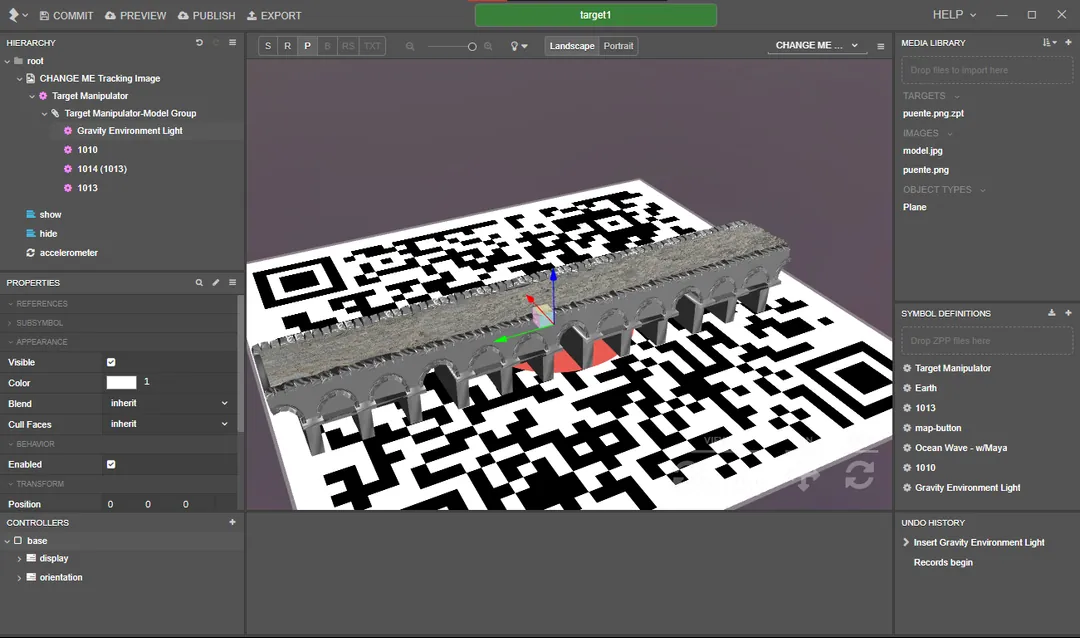 COMMIT PREVIEW PUBLISH EXPORT
target1
HELP
HIERARCHY
root
CHANGE ME Tracking Image
Target Manipulator
Target Manipulator-Model Group
Gravity Environment Light
1010
1014 (1013)
1013
show
hide
accelerometer
PROPERTIES
REFERENCES
SUBSYMBOL
APPEARANCE
Visible
Color 1
Blend inherit
Cull Faces inherit
BEHAVIOR
Enabled
TRANSFORM
Position 0 0 0
CONTROLLERS
base
display
orientation
S R P B RS TXT
Landscape Portrait
CHANGE ME ...
MEDIA LIBRARY
Drop files to import here
TARGETS
puente.png.zpt
IMAGES
model.jpg
puente.png
OBJECT TYPES
Plane
SYMBOL DEFINITIONS
Drop ZPP files here
Target Manipulator
Earth
1013
map-button
Ocean Wave - w/Maya
1010
Gravity Environment Light
UNDO HISTORY
Insert Gravity Environment Light
Records begin